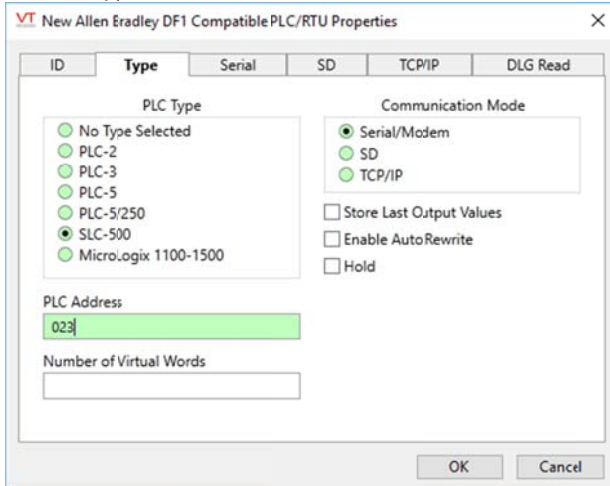 VT New Allen Bradley DF1 Compatible PLC/RTU Properties
ID Type Serial SD TCP/IP DLG Read
PLC Type
No Type Selected
PLC-2
PLC-3
PLC-5
PLC-5/250
SLC-500
MicroLogix 1100-1500
PLC Address
023
Number of Virtual Words
Communication Mode
Serial/Modem
SD
TCP/IP
Store Last Output Values
Enable AutoRewrite
Hold
OK Cancel